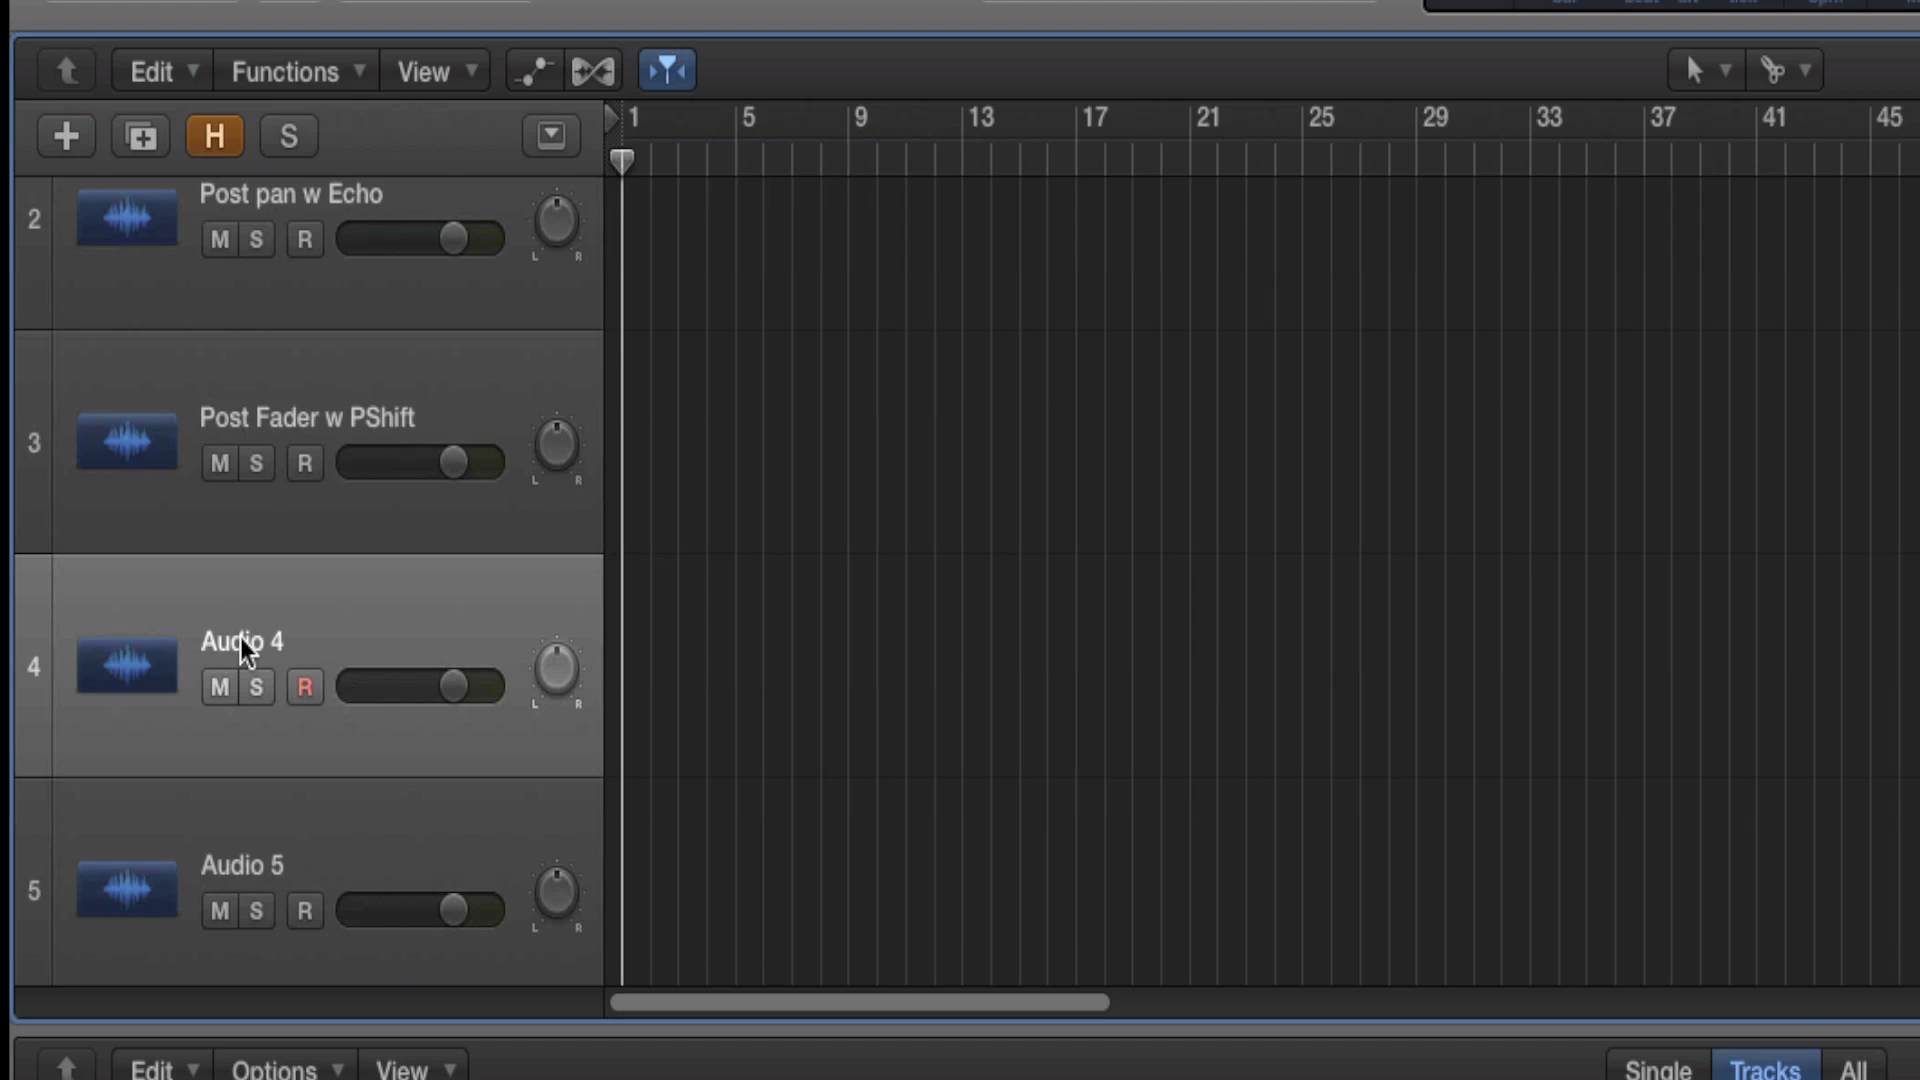 Edit Functions View
H S
1 5 9 13 17 21 25 29 33 37 41 45
Post pan w Echo
2
M S R
L R
Post Fader w PShift
3
M S R
L R
Audio 4
4
M S R
L R
Audio 5
5
M S R
L R
Edit Options View Single Tracks All